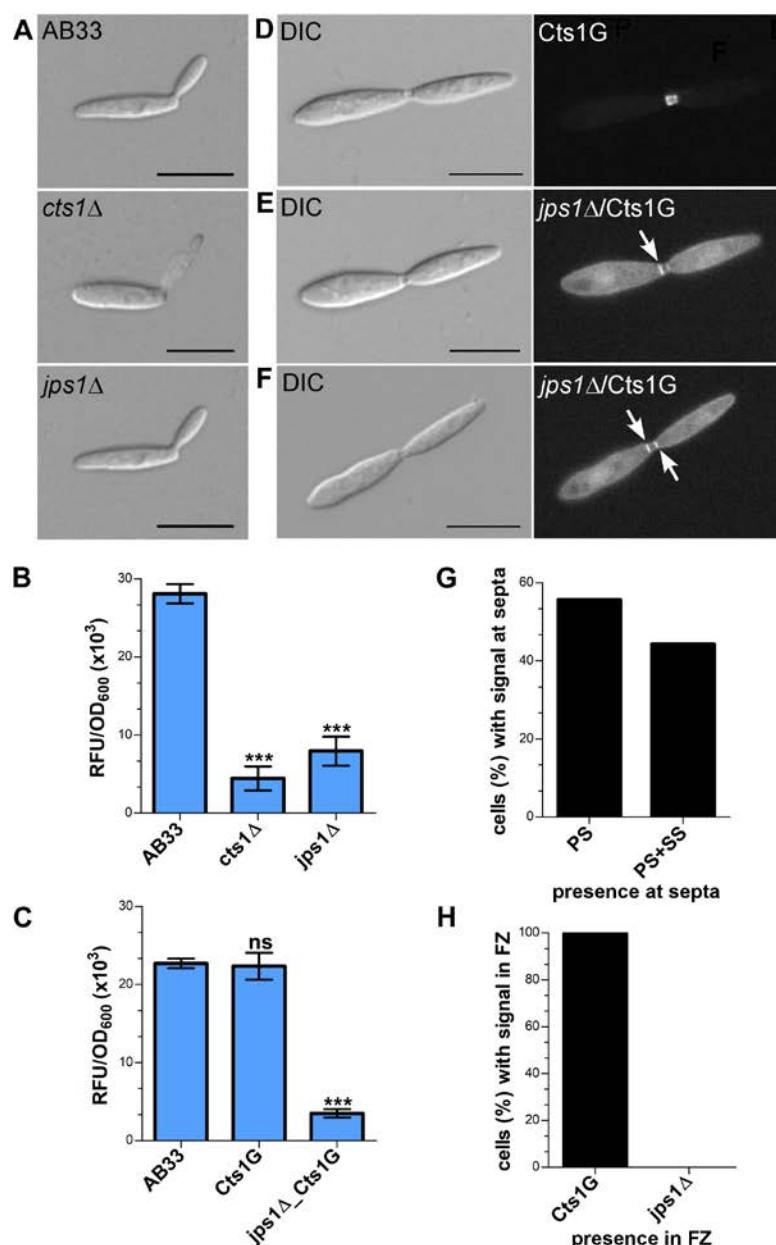 A AB33
D DIC
Cts1G
F
cts1Δ
E DIC
jps1Δ/Cts1G
jps1Δ
F DIC
jps1Δ/Cts1G
B
RFU/OD600 (x10³)
30
20
10
0
***
***
AB33
cts1Δ
jps1Δ
C
RFU/OD600 (x10³)
30
20
10
0
ns
***
AB33
Cts1G
jps1Δ_Cts1G
G
cells (%) with signal at septa
60
40
20
0
PS
PS+SS
presence at septa
H
cells (%) with signal in FZ
100
80
60
40
20
0
Cts1G
jps1Δ
presence in FZ